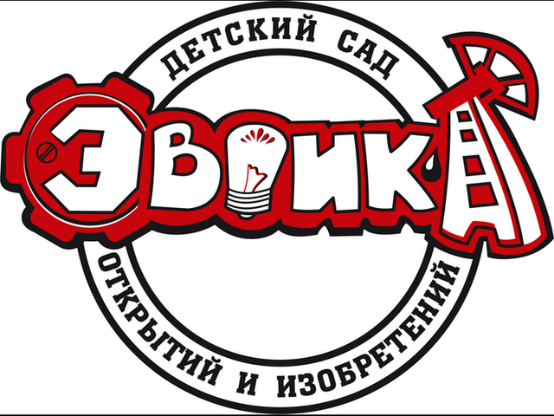 ДЕТСКИЙ САД
ЭВРИКА
ОТКРЫТИЙ И ИЗОБРЕТЕНИЙ